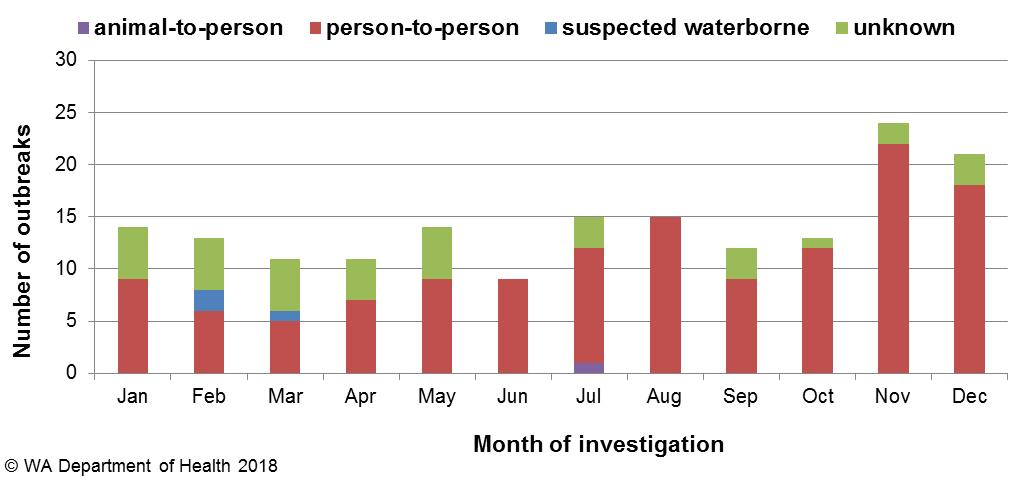 animal-to-person person-to-person suspected waterborne unknown
30
25
20
15
10
5
0
Number of outbreaks
Jan Feb Mar Apr May Jun Jul Aug Sep Oct Nov Dec
Month of investigation
© WA Department of Health 2018